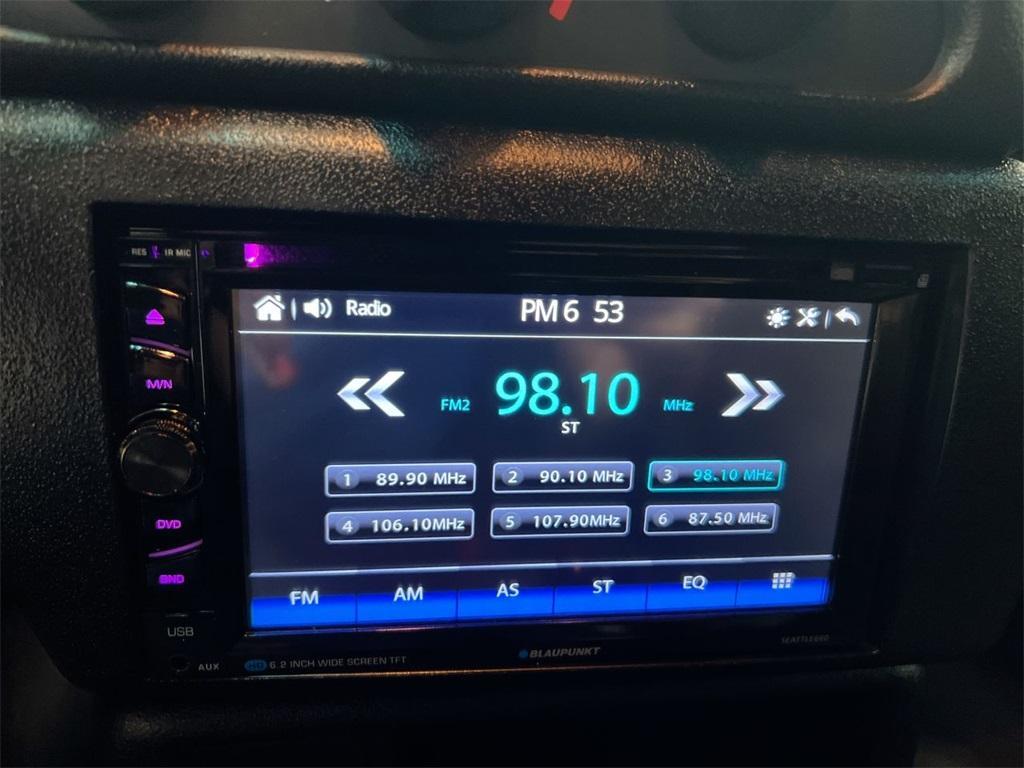 RES IR MIC
Radio
PM 6 53
M/N
FM2 98.10 MHz
ST
1 89.90 MHz
2 90.10 MHz
3 98.10 MHz
4 106.10MHz
5 107.90MHz
6 87.50 MHz
DVD
BND
FM AM AS ST EQ
USB
AUX
HD 6.2 INCH WIDE SCREEN TFT
BLAUPUNKT